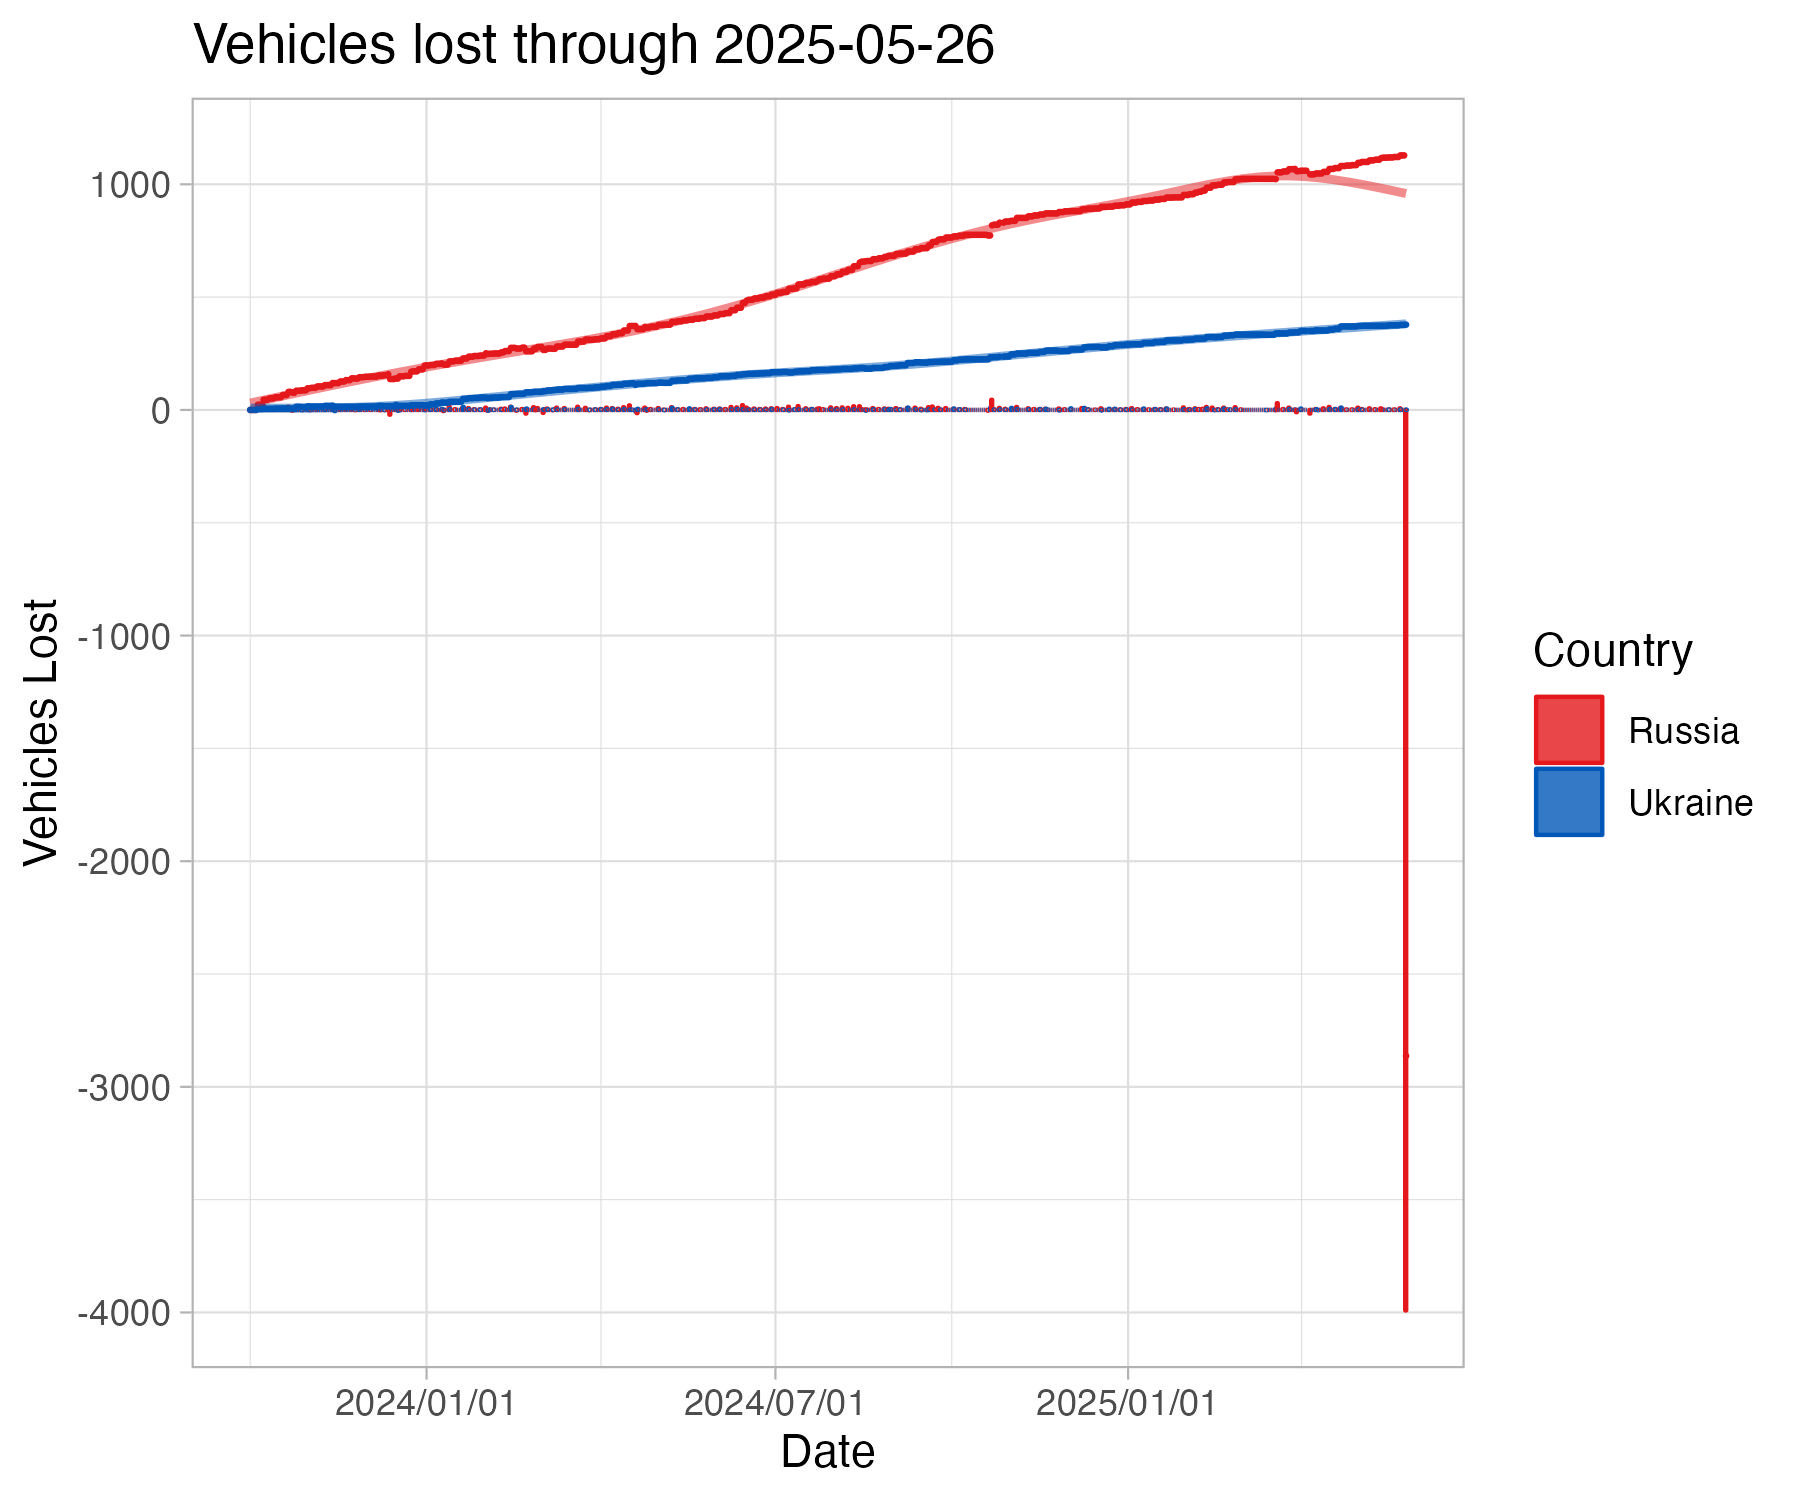 Vehicles lost through 2025-05-26
Vehicles Lost
1000
0
-1000
-2000
-3000
-4000
2024/01/01
2024/07/01
2025/01/01
Date
Country
Russia
Ukraine